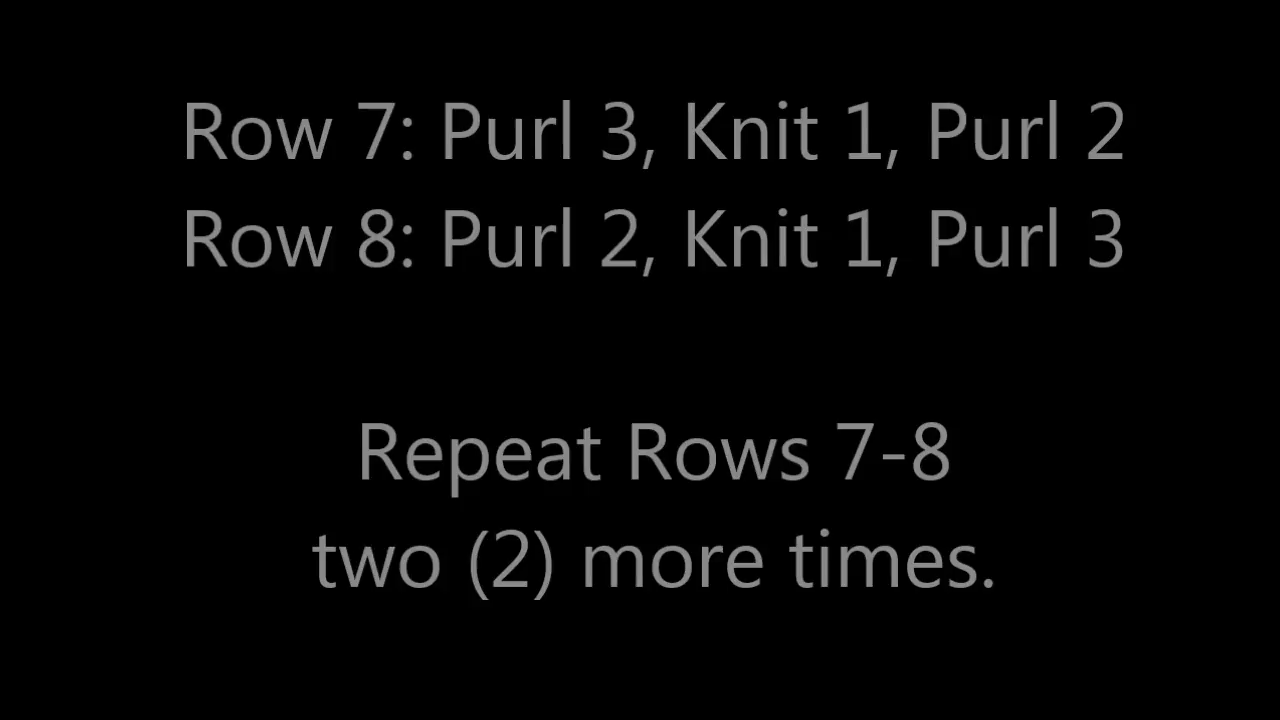 Row 7: Purl 3, Knit 1, Purl 2
Row 8: Purl 2, Knit 1, Purl 3
Repeat Rows 7-8
two (2) more times.